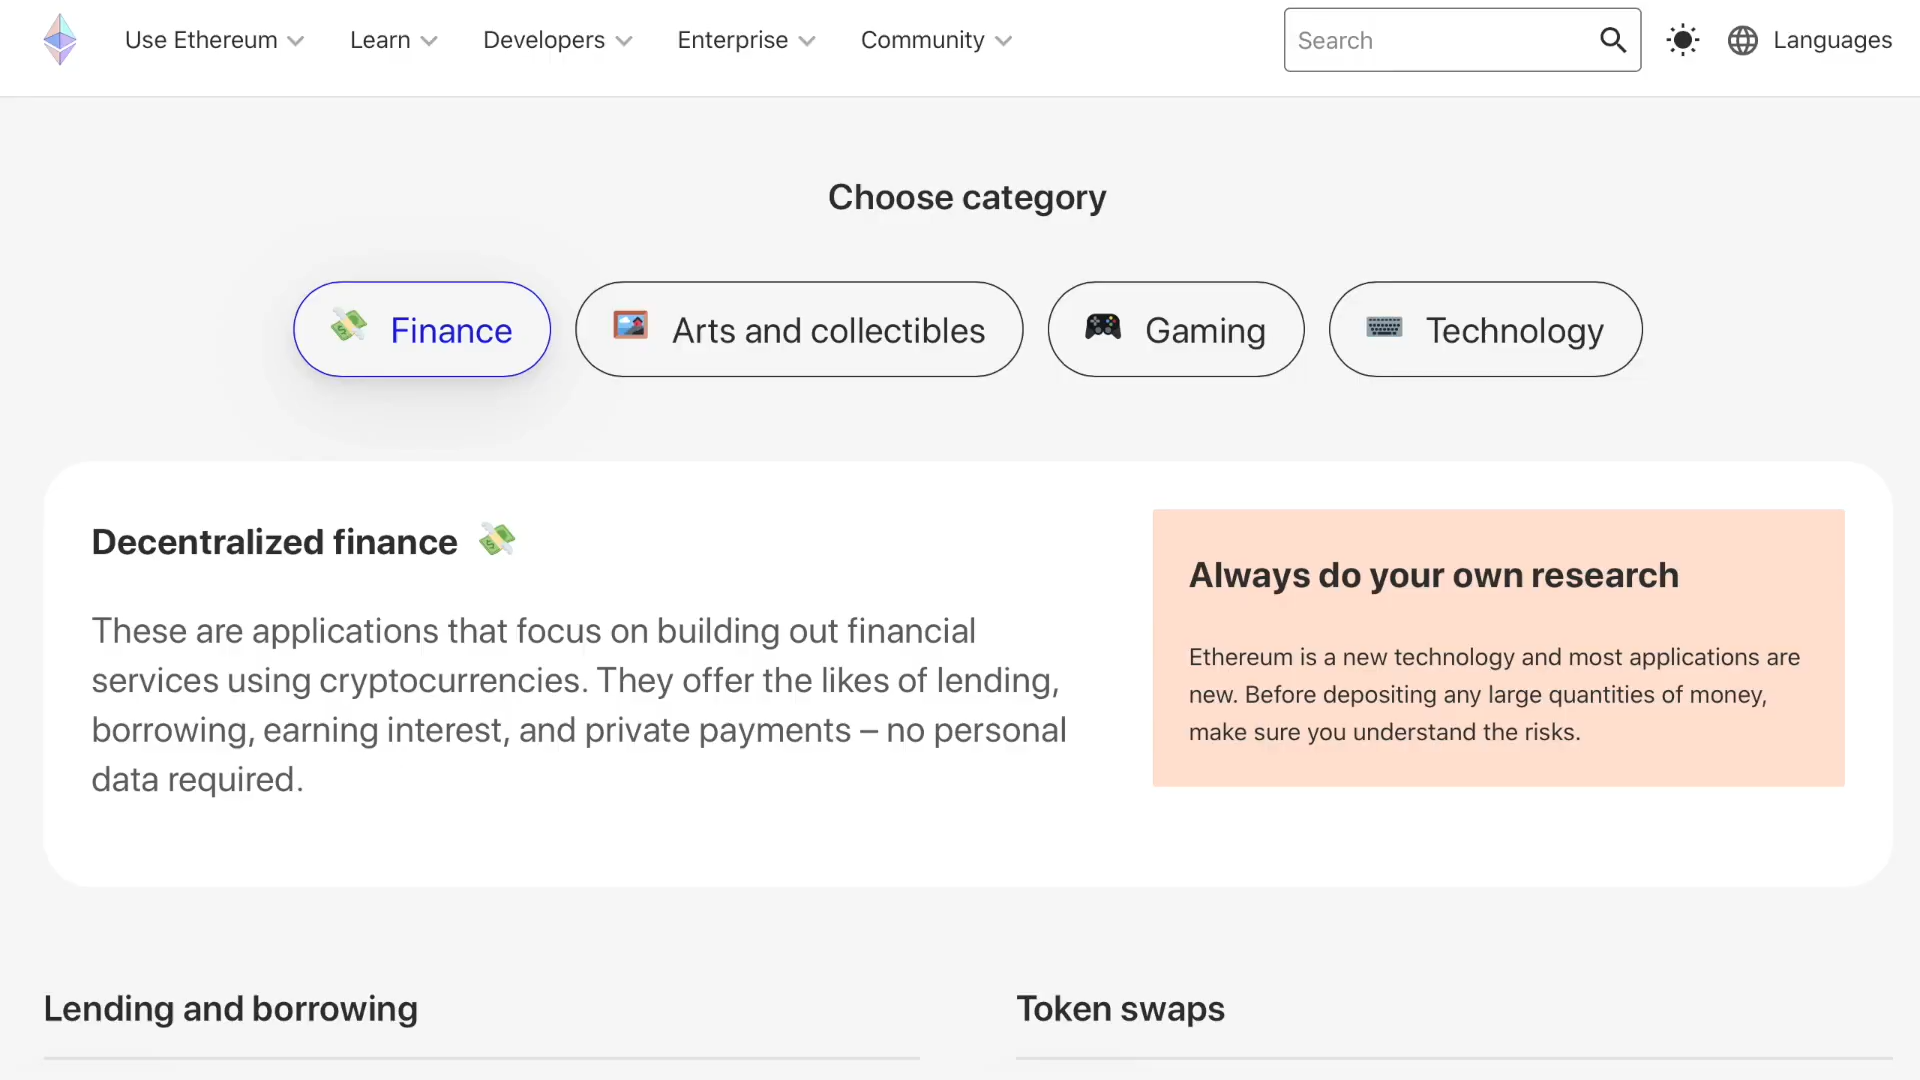 Use Ethereum
Learn
Developers
Enterprise
Community
Search
Languages
Choose category
Finance
Arts and collectibles
Gaming
Technology
Decentralized finance
These are applications that focus on building out financial
services using cryptocurrencies. They offer the likes of lending,
borrowing, earning interest, and private payments – no personal
data required.
Always do your own research
Ethereum is a new technology and most applications are
new. Before depositing any large quantities of money,
make sure you understand the risks.
Lending and borrowing
Token swaps